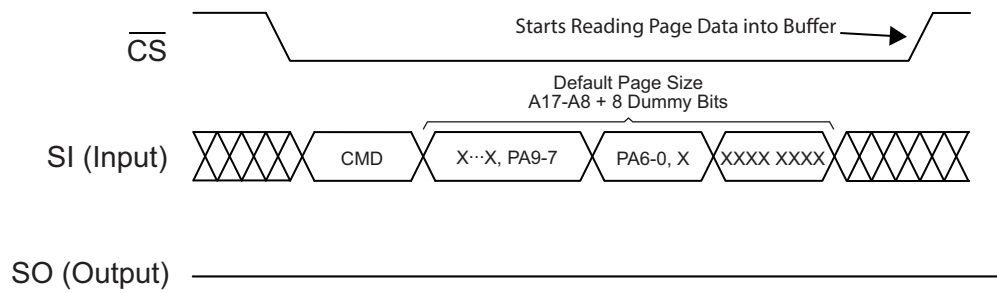 Starts Reading Page Data into Buffer
CS
Default Page Size
A17-A8 + 8 Dummy Bits
SI (Input)
CMD
X···X, PA9-7
PA6-0, X
XXXX XXXX
SO (Output)